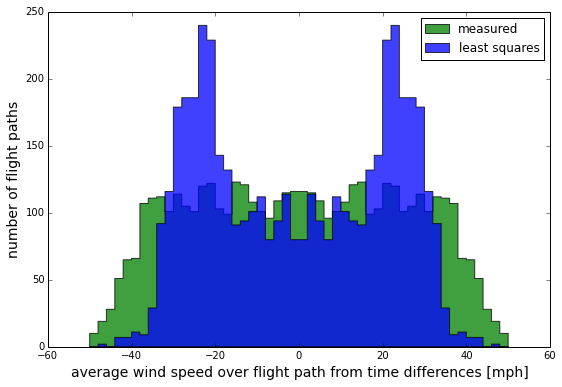 250
measured
least squares
200
150
100
50
0
number of flight paths
−60 −40 −20 0 20 40 60
average wind speed over flight path from time differences [mph]